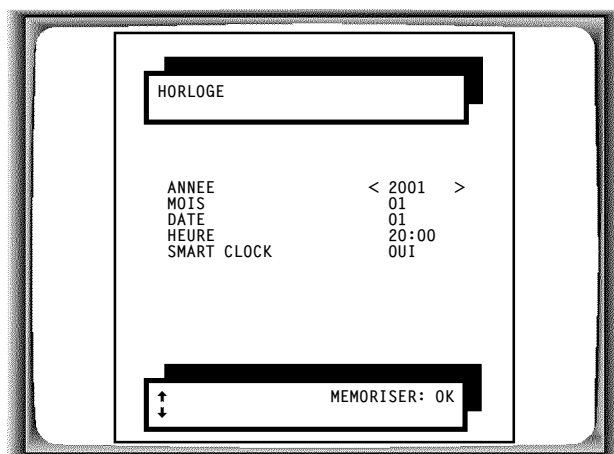 HORLOGE
ANNEE < 2001 >
MOIS 01
DATE 01
HEURE 20:00
SMART CLOCK OUI
↑ MEMORISER: OK
↓